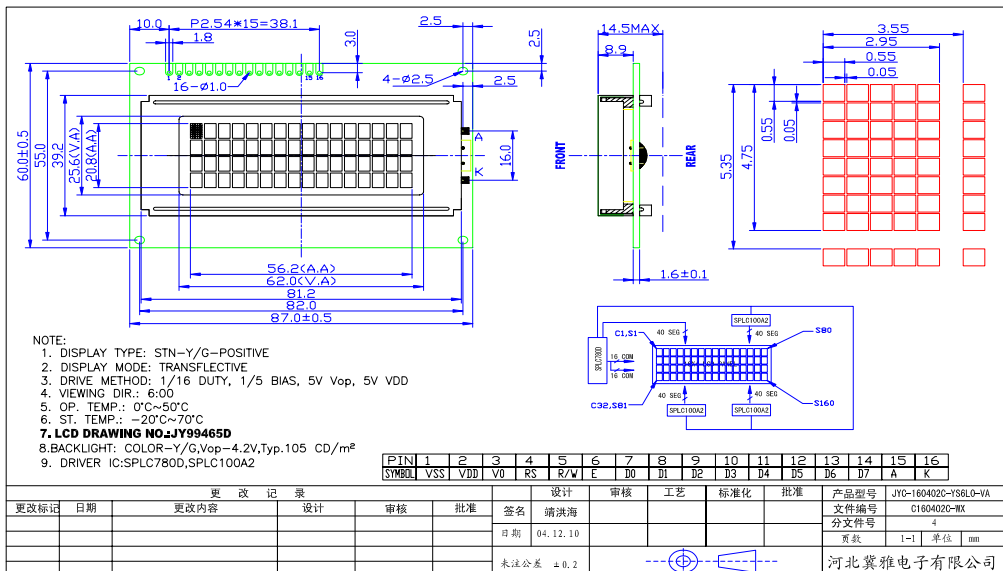 10.0
P2.54*15=38.1
1.8
3.0
2.5
2.5
1 2 15 16
16-Ø1.0
4-Ø2.5
2.5
60.0±0.5
55.0
39.2
25.6(V.A)
20.8(A.A)
A
K
16.0
56.2(A.A)
62.0(V.A)
81.2
82.0
87.0±0.5
14.5MAX
8.9
FRONT
REAR
1.6±0.1
3.55
2.95
0.55
0.05
0.55
0.05
5.35
4.75
SPLC780D
C1,S1
40 SEG
SPLC100A2
40 SEG
S80
16 COM
16 COM
C32,S81
40 SEG
40 SEG
SPLC100A2
SPLC100A2
S160
NOTE:
1. DISPLAY TYPE: STN-Y/G-POSITIVE
2. DISPLAY MODE: TRANSFLECTIVE
3. DRIVE METHOD: 1/16 DUTY, 1/5 BIAS, 5V Vop, 5V VDD
4. VIEWING DIR.: 6:00
5. OP. TEMP.: 0°C~50°C
6. ST. TEMP.: -20°C~70°C
7. LCD DRAWING NO.:JY99465D
8.BACKLIGHT: COLOR-Y/G,Vop-4.2V,Typ.105 CD/m²
9. DRIVER IC:SPLC780D,SPLC100A2
PIN 1 2 3 4 5 6 7 8 9 10 11 12 13 14 15 16
SYMBOL VSS VDD V0 RS R/W E D0 D1 D2 D3 D4 D5 D6 D7 A K
更 改 记 录
更改标记 日期 更改内容 设计 审核 批准
设计 审核 工艺 标准化 批准
签名 靖洪海
日期 04.12.10
未注公差 ±0.2
产品型号 JYC-160402C-YS6LO-VA
文件编号 C160402C-WX
分文件号 4
页数 1-1 单位 mm
河北冀雅电子有限公司